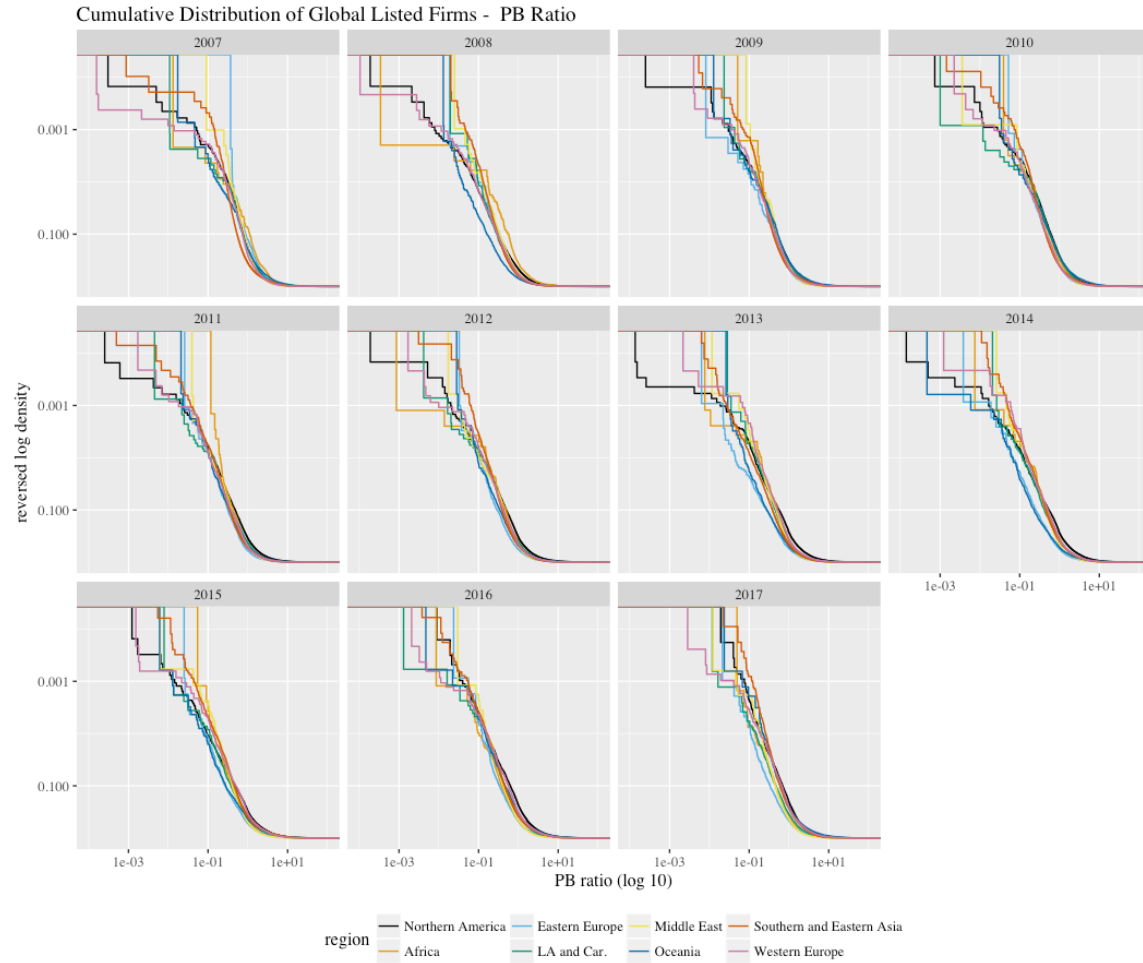 Cumulative Distribution of Global Listed Firms -  PB Ratio
2007 2008 2009 2010
0.001
0.100
2011 2012 2013 2014
0.001
0.100
1e-03 1e-01 1e+01
2015 2016 2017
0.001
0.100
1e-03 1e-01 1e+01 1e-03 1e-01 1e+01 1e-03 1e-01 1e+01
reversed log density
PB ratio (log 10)
region
Northern America Eastern Europe Middle East Southern and Eastern Asia
Africa LA and Car. Oceania Western Europe